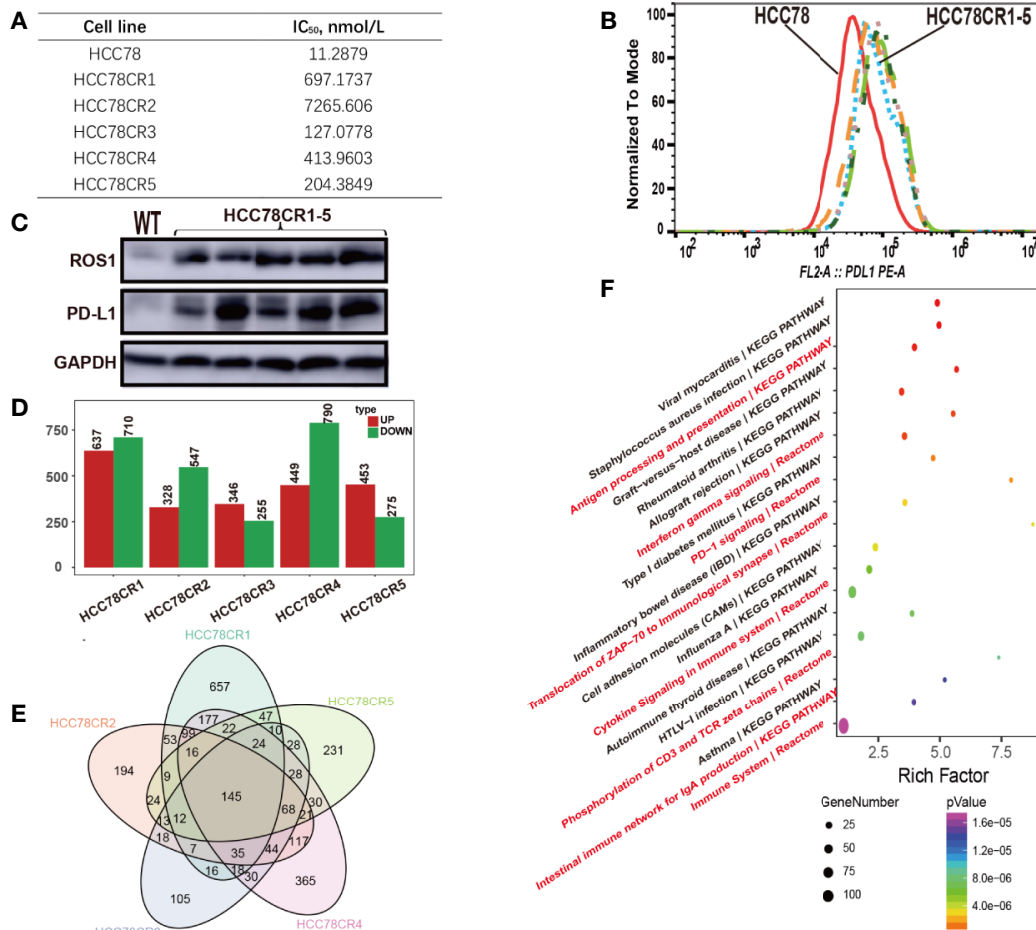 A
Cell line IC₅₀, nmol/L
HCC78 11.2879
HCC78CR1 697.1737
HCC78CR2 7265.606
HCC78CR3 127.0778
HCC78CR4 413.9603
HCC78CR5 204.3849
B
HCC78
HCC78CR1-5
Normalized To Mode
100
80
60
40
20
0
10² 10³ 10⁴ 10⁵ 10⁶ 10⁷
FL2-A :: PDL1 PE-A
C
WT HCC78CR1-5
ROS1
PD-L1
GAPDH
D
type
UP
DOWN
750
500
250
0
637 710
328 547
346 255
449 790
453 275
HCC78CR1 HCC78CR2 HCC78CR3 HCC78CR4 HCC78CR5
E
HCC78CR1
HCC78CR5
HCC78CR2
HCC78CR4
657
177 22 47 10
53 99 16 24 28 231
194 9 28
145
24 68 30
13 12 21
18 7 35 44 117
16 18 30
105 365
F
Viral myocarditis | KEGG PATHWAY
Staphylococcus aureus infection | KEGG PATHWAY
Antigen processing and presentation | KEGG PATHWAY
Graft-versus-host disease | KEGG PATHWAY
Rheumatoid arthritis | KEGG PATHWAY
Allograft rejection | KEGG PATHWAY
Interferon gamma signaling | Reactome
Type I diabetes mellitus | KEGG PATHWAY
PD-1 signaling | Reactome
Inflammatory bowel disease (IBD) | KEGG PATHWAY
Translocation of ZAP-70 to Immunological synapse | Reactome
Cell adhesion molecules (CAMs) | KEGG PATHWAY
Influenza A | KEGG PATHWAY
Cytokine Signaling in Immune system | Reactome
Autoimmune thyroid disease | KEGG PATHWAY
HTLV-I infection | KEGG PATHWAY
Phosphorylation of CD3 and TCR zeta chains | Reactome
Asthma | KEGG PATHWAY
Intestinal immune network for IgA production | KEGG PATHWAY
Immune System | Reactome
2.5 5.0 7.5
Rich Factor
GeneNumber
25
50
75
100
pValue
1.6e-05
1.2e-05
8.0e-06
4.0e-06